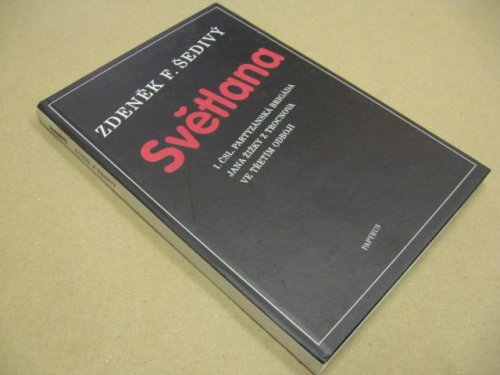 ZDENĚK F. ŠEDIVÝ
Světlana
I. ČSL. PARTYZÁNSKÁ BRIGÁDA
JANA ŽIŽKY Z TROCNOVA
VE TŘETÍM ODBOJI
PAPYRUS